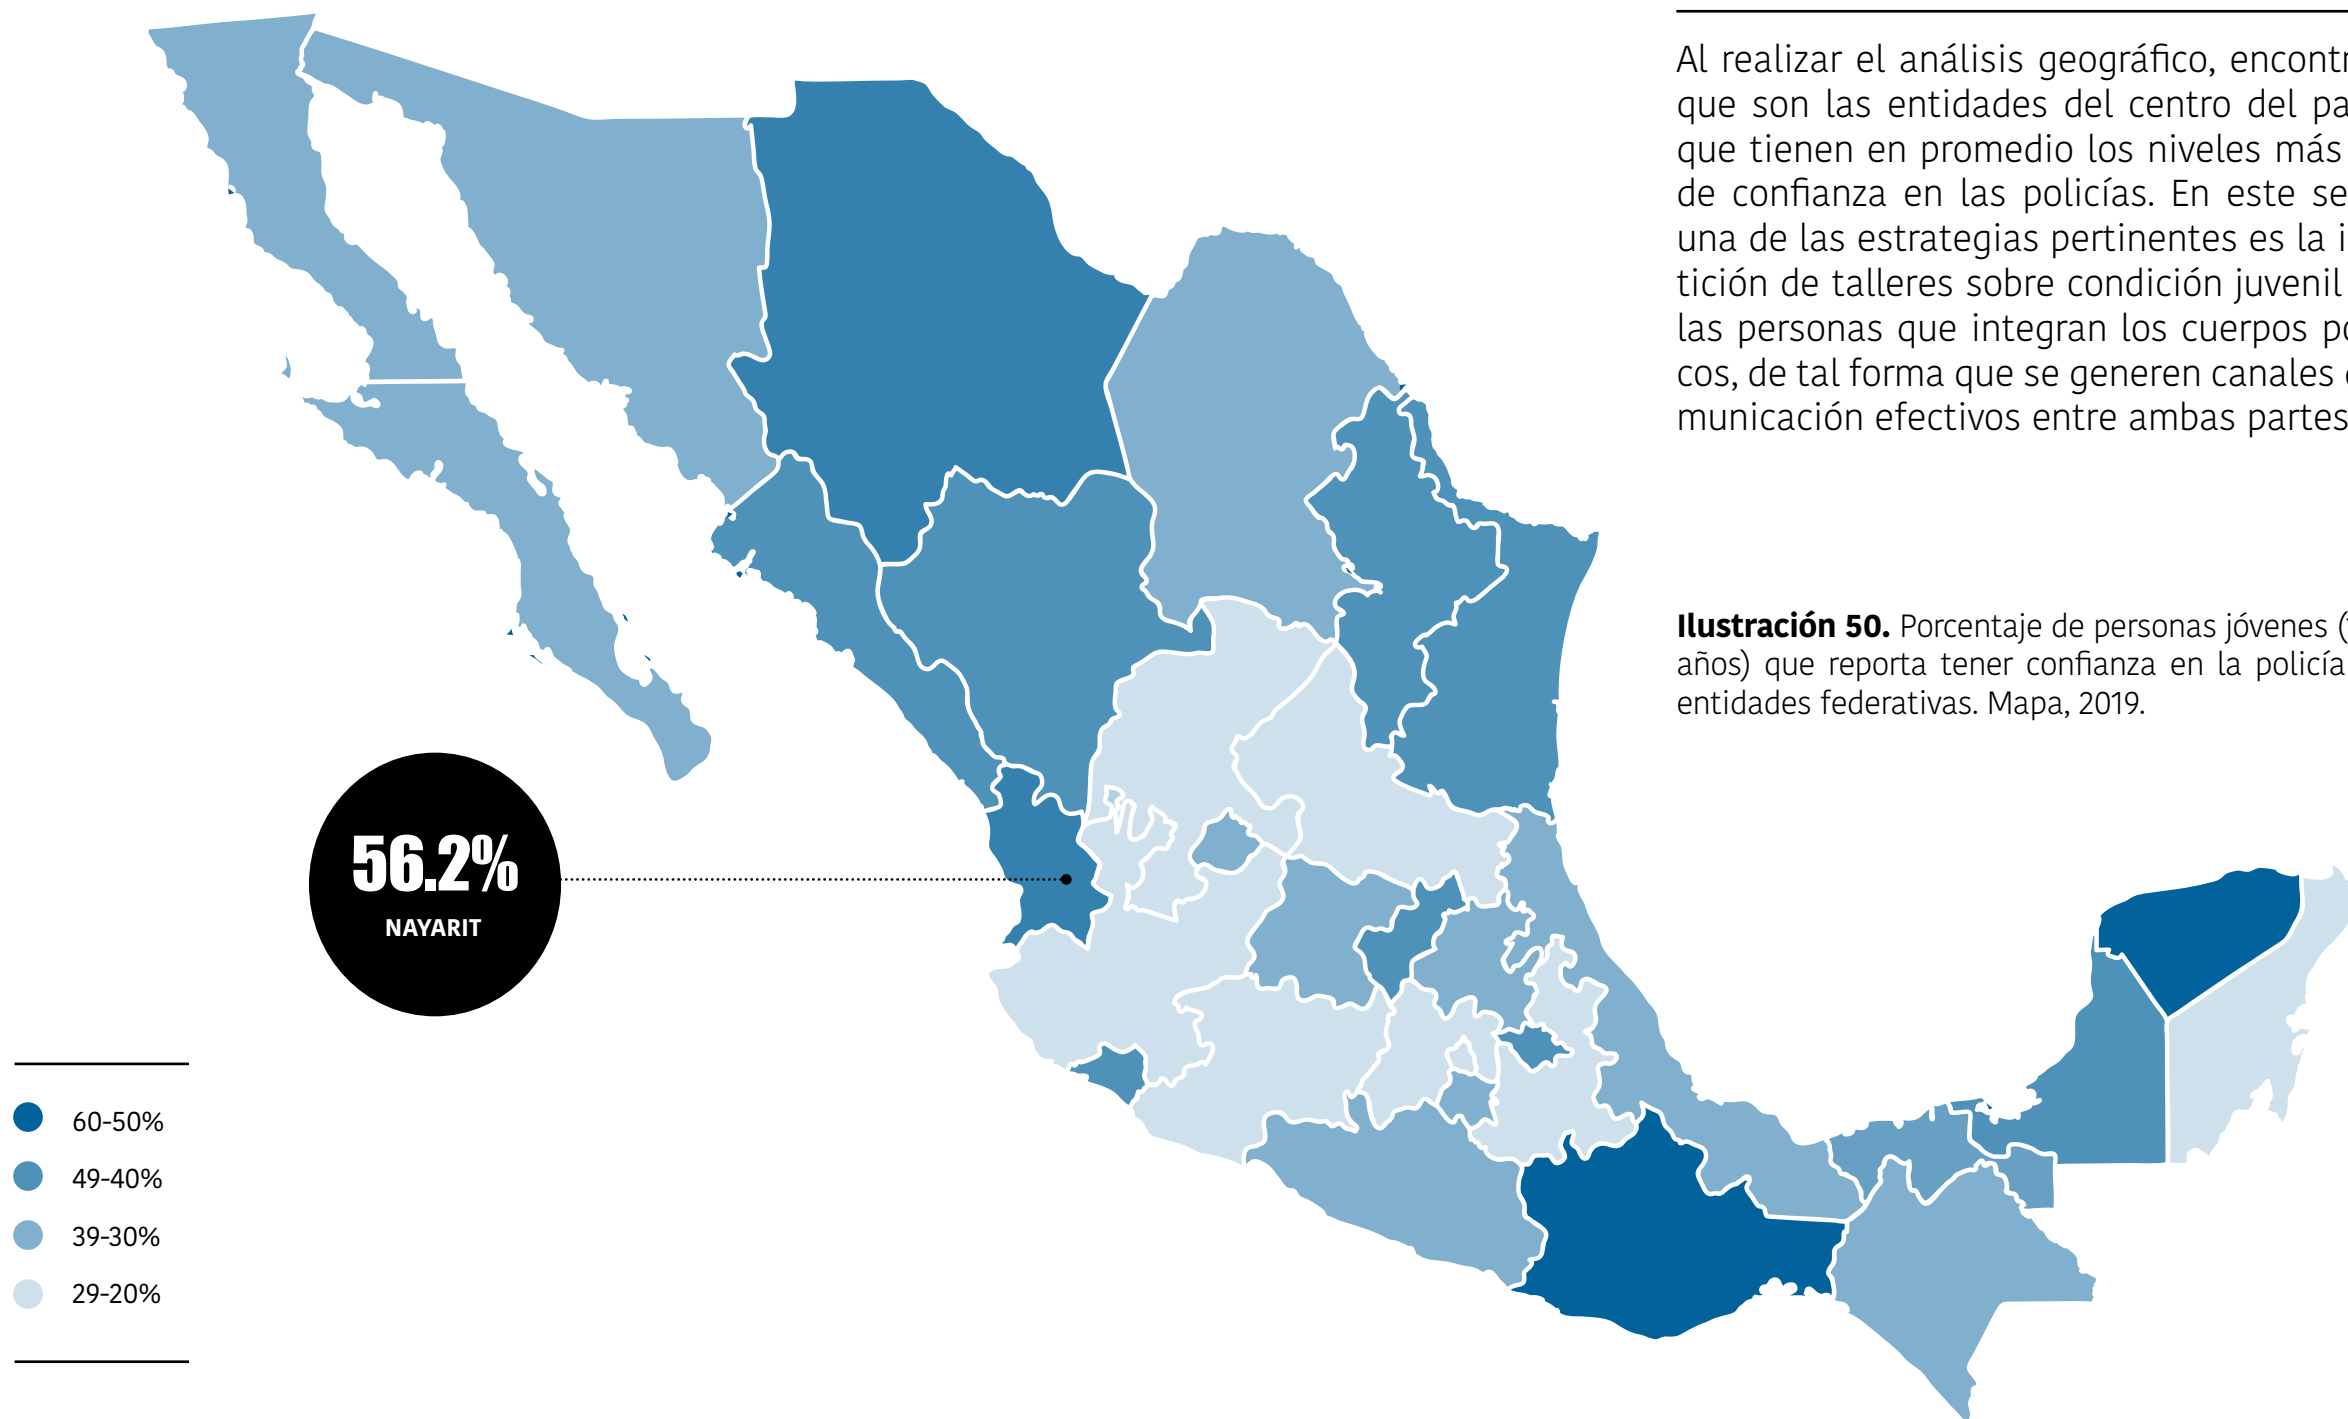 Al realizar el análisis geográfico, encontr
que son las entidades del centro del pa
que tienen en promedio los niveles más
de confianza en las policías. En este se
una de las estrategias pertinentes es la i
tición de talleres sobre condición juvenil
las personas que integran los cuerpos po
cos, de tal forma que se generen canales
municación efectivos entre ambas partes
Ilustración 50. Porcentaje de personas jóvenes (
años) que reporta tener confianza en la policía
entidades federativas. Mapa, 2019.
56.2%
NAYARIT
60-50%
49-40%
39-30%
29-20%